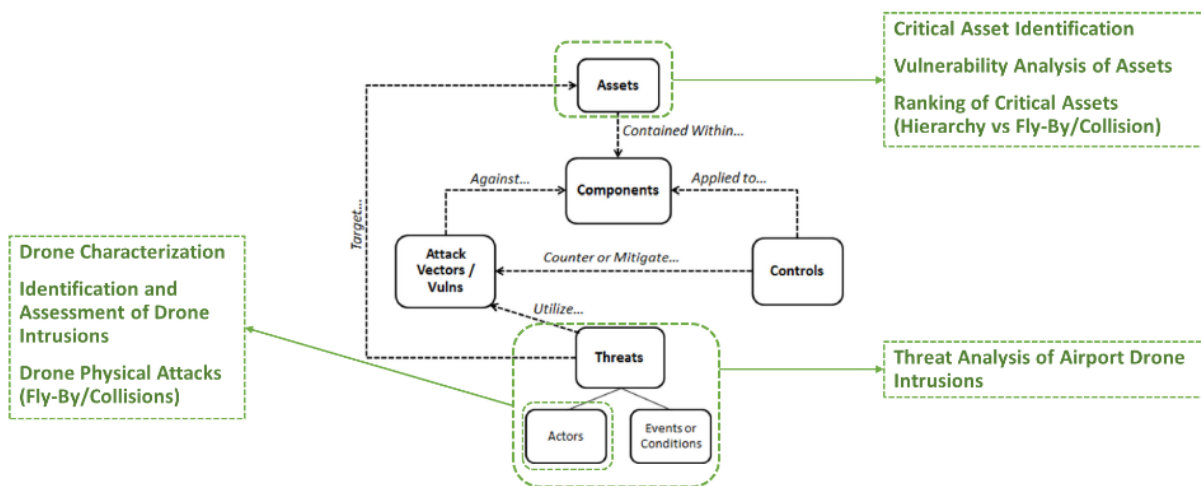 Critical Asset Identification
Vulnerability Analysis of Assets
Ranking of Critical Assets
(Hierarchy vs Fly-By/Collision)
Assets
Contained Within...
Against...
Components
Applied to...
Target...
Drone Characterization
Identification and
Assessment of Drone
Intrusions
Drone Physical Attacks
(Fly-By/Collisions)
Attack
Vectors /
Vulns
Counter or Mitigate...
Controls
Utilize...
Threats
Threat Analysis of Airport Drone
Intrusions
Actors
Events or
Conditions